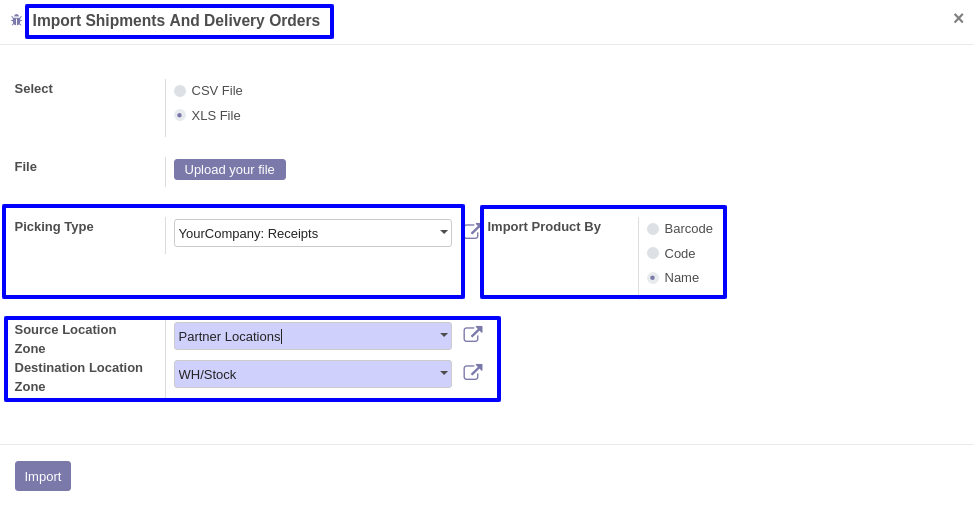 Import Shipments And Delivery Orders
×
Select
CSV File
XLS File
File
Upload your file
Picking Type
YourCompany: Receipts
Import Product By
Barcode
Code
Name
Source Location
Zone
Partner Locations
Destination Location
Zone
WH/Stock
Import